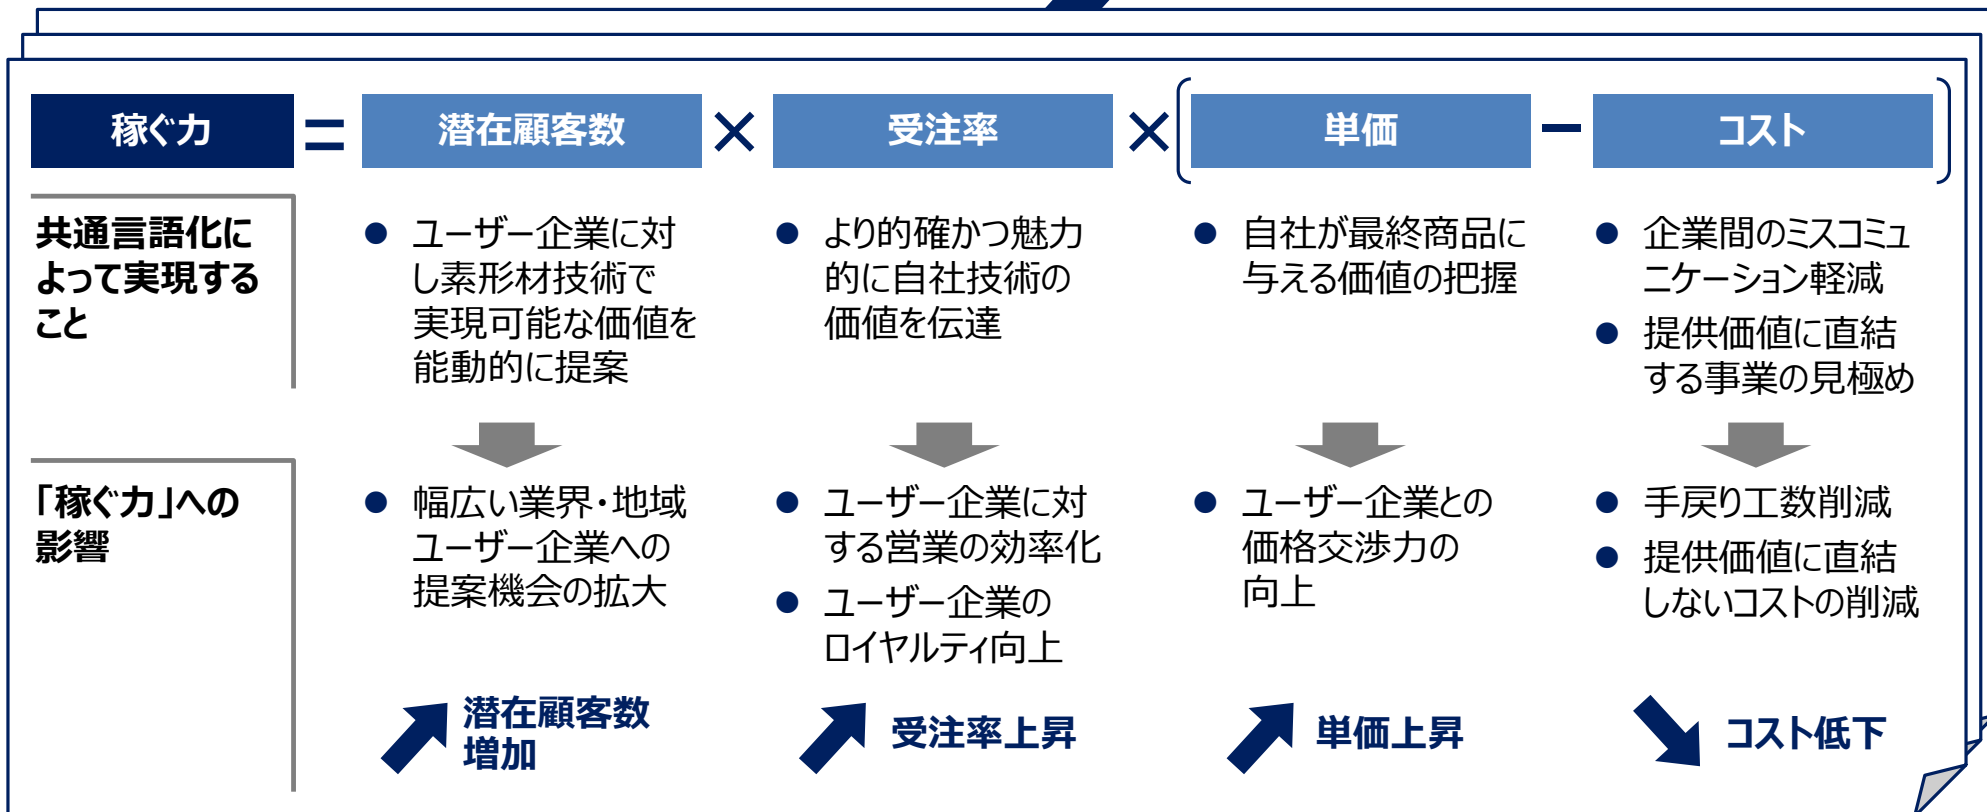 稼ぐ力 = 潜在顧客数 × 受注率 × (単価 − コスト)
共通言語化に
よって実現する
こと
● ユーザー企業に対
し素形材技術で
実現可能な価値を
能動的に提案
● より的確かつ魅力
的に自社技術の
価値を伝達
● 自社が最終商品に
与える価値の把握
● 企業間のミスコミュ
ニケーション軽減
● 提供価値に直結
する事業の見極め
「稼ぐ力」への
影響
● 幅広い業界・地域
ユーザー企業への
提案機会の拡大
● ユーザー企業に対
する営業の効率化
● ユーザー企業の
ロイヤルティ向上
● ユーザー企業との
価格交渉力の
向上
● 手戻り工数削減
● 提供価値に直結
しないコストの削減
潜在顧客数
増加
受注率上昇
単価上昇
コスト低下